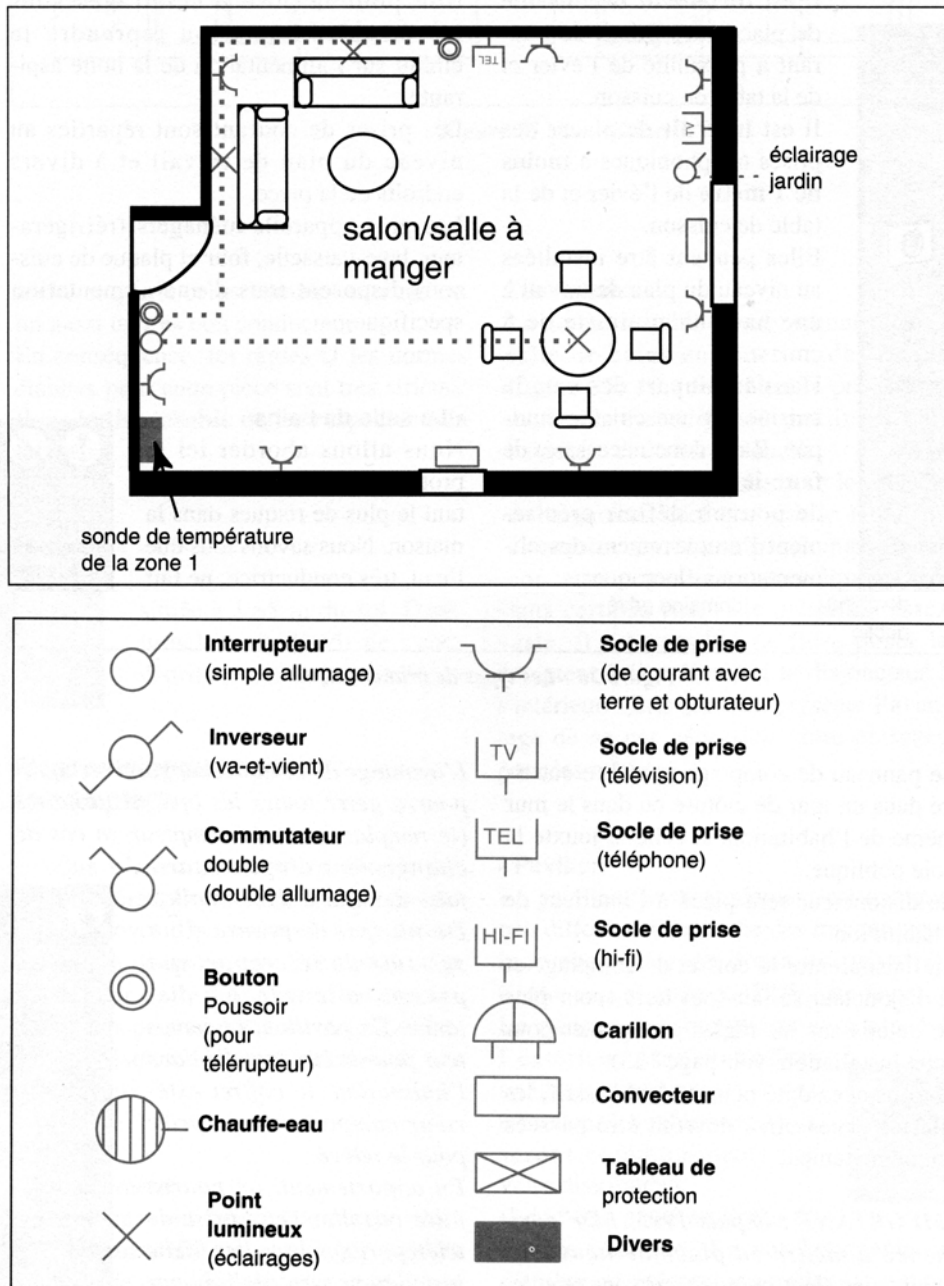 TEL
TV
éclairage
jardin
salon/salle à
manger
sonde de température
de la zone 1
Interrupteur
(simple allumage)
Inverseur
(va-et-vient)
Commutateur
double
(double allumage)
Bouton
Poussoir
(pour
télérupteur)
Chauffe-eau
Point
lumineux
(éclairages)
Socle de prise
(de courant avec
terre et obturateur)
TV
Socle de prise
(télévision)
TEL
Socle de prise
(téléphone)
HI-FI
Socle de prise
(hi-fi)
Carillon
Convecteur
Tableau de
protection
Divers